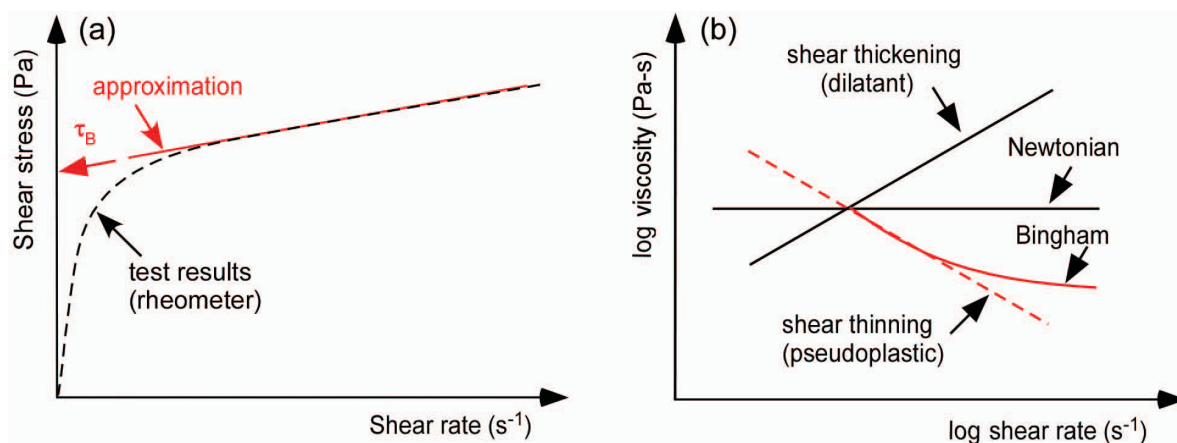 (a)
Shear stress (Pa)
approximation
τB
test results
(rheometer)
Shear rate (s-1)
(b)
log viscosity (Pa-s)
shear thickening
(dilatant)
Newtonian
Bingham
shear thinning
(pseudoplastic)
log shear rate (s-1)